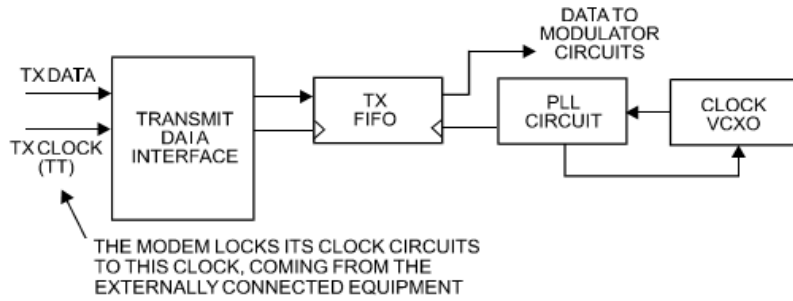 DATA TO
MODULATOR
CIRCUITS
TX DATA
TX CLOCK
(TT)
TRANSMIT
DAIA
INTERFACE
TX
FIFO
PLL
CIRCUIT
CLOCK
VCXO
THE MODEM LOCKS ITS CLOCK CIRCUITS
TO THIS CLOCK, COMING FROM THE
EXTERNALLY CONNECTED EQUIPMENT